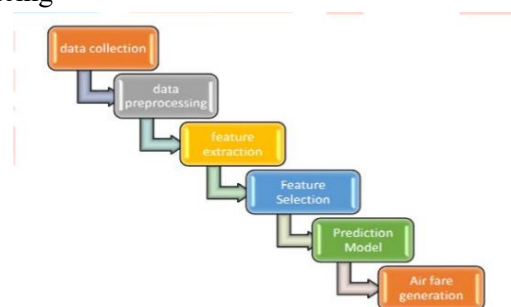 data collection
data
preprocessing
feature
extraction
Feature
Selection
Prediction
Model
Air fare
generation